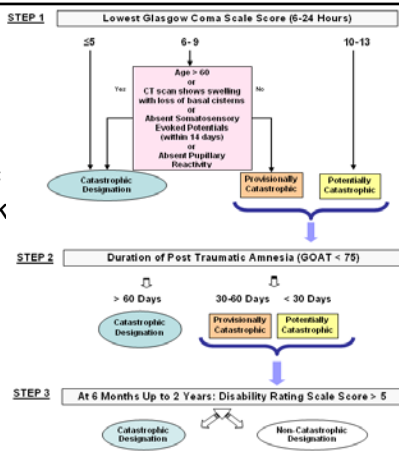 STEP 1
Lowest Glasgow Coma Scale Score (6-24 Hours)
≤5
6-9
10-13
Yes
Age > 60
or
CT scan shows swelling
with loss of basal cisterns
or
Absent Somatosensory
Evoked Potentials
(within 14 days)
or
Absent Pupillary
Reactivity
No
Catastrophic
Designation
Provisionally
Catastrophic
Potentially
Catastrophic
STEP 2
Duration of Post Traumatic Amnesia (GOAT < 75)
> 60 Days
30-60 Days
< 30 Days
Catastrophic
Designation
Provisionally
Catastrophic
Potentially
Catastrophic
STEP 3
At 6 Months Up to 2 Years: Disability Rating Scale Score > 5
Catastrophic
Designation
Non-Catastrophic
Designation